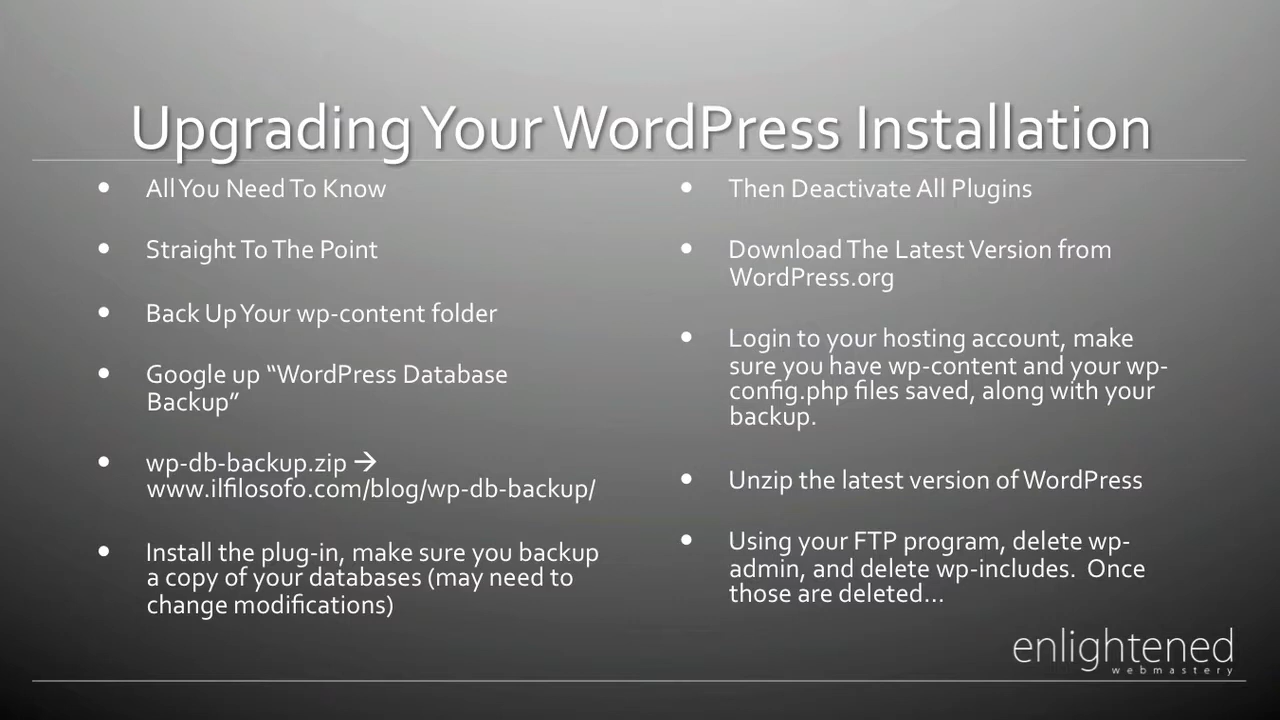 Upgrading Your WordPress Installation
• All You Need To Know
• Straight To The Point
• Back Up Your wp-content folder
• Google up “WordPress Database
Backup”
• wp-db-backup.zip →
www.ilfilosofo.com/blog/wp-db-backup/
• Install the plug-in, make sure you backup
a copy of your databases (may need to
change modifications)
• Then Deactivate All Plugins
• Download The Latest Version from
WordPress.org
• Login to your hosting account, make
sure you have wp-content and your wp-
config.php files saved, along with your
backup.
• Unzip the latest version of WordPress
• Using your FTP program, delete wp-
admin, and delete wp-includes.  Once
those are deleted…
enlightened
webmastery